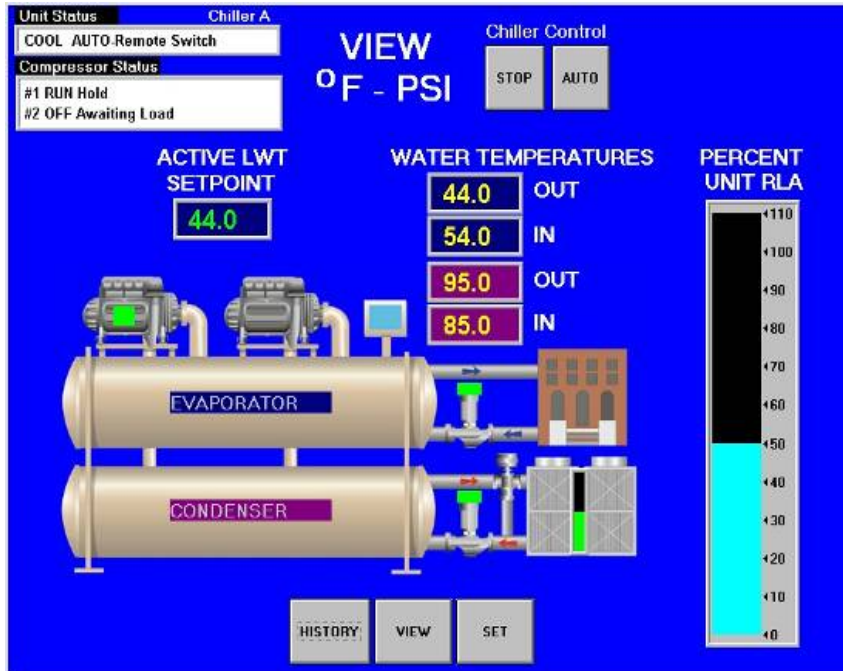 Unit Status
Chiller A
COOL AUTO-Remote Switch
Compressor Status
#1 RUN Hold
#2 OFF Awaiting Load
VIEW
ºF - PSI
Chiller Control
STOP
AUTO
ACTIVE LWT
SETPOINT
44.0
WATER TEMPERATURES
44.0 OUT
54.0 IN
95.0 OUT
85.0 IN
PERCENT
UNIT RLA
110
100
90
80
70
60
50
40
30
20
10
0
EVAPORATOR
CONDENSER
HISTORY
VIEW
SET